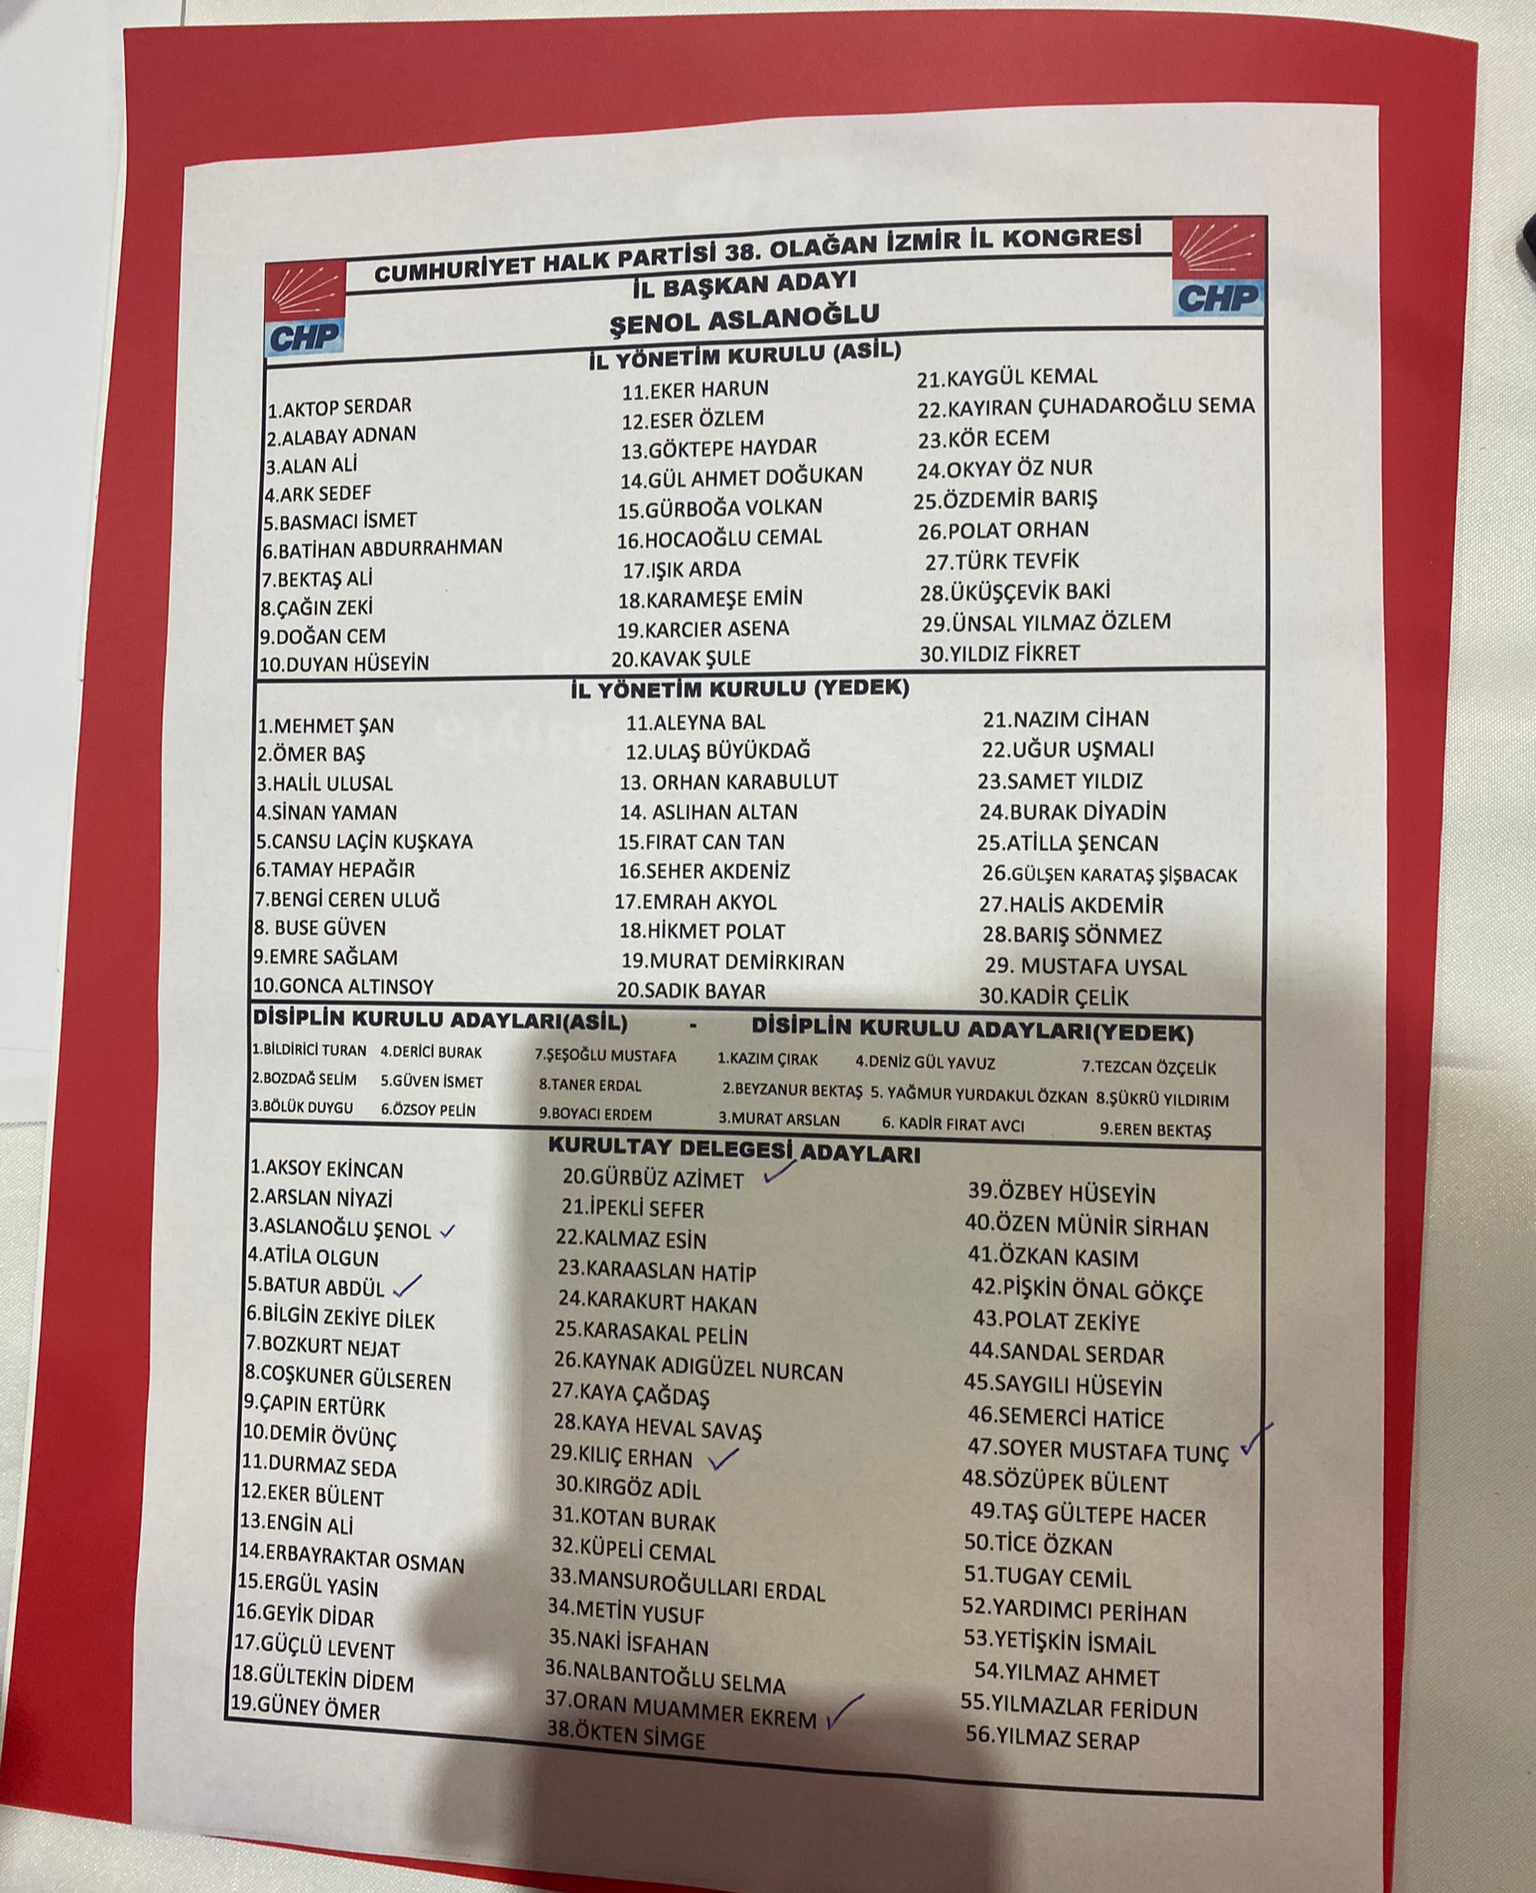 CUMHURİYET HALK PARTİSİ 38. OLAĞAN İZMİR İL KONGRESİ
İL BAŞKAN ADAYI
ŞENOL ASLANOĞLU
CHP
CHP
İL YÖNETİM KURULU (ASİL)
1.AKTOP SERDAR
2.ALABAY ADNAN
3.ALAN ALİ
4.ARK SEDEF
5.BASMACI İSMET
6.BATİHAN ABDURRAHMAN
7.BEKTAŞ ALİ
8.ÇAĞIN ZEKİ
9.DOĞAN CEM
10.DUYAN HÜSEYİN
11.EKER HARUN
12.ESER ÖZLEM
13.GÖKTEPE HAYDAR
14.GÜL AHMET DOĞUKAN
15.GÜRBOĞA VOLKAN
16.HOCAOĞLU CEMAL
17.IŞIK ARDA
18.KARAMEŞE EMİN
19.KARCIER ASENA
20.KAVAK ŞULE
21.KAYGÜL KEMAL
22.KAYIRAN ÇUHADAROĞLU SEMA
23.KÖR ECEM
24.OKYAY ÖZ NUR
25.ÖZDEMİR BARIŞ
26.POLAT ORHAN
27.TÜRK TEVFİK
28.ÜKÜŞÇEVİK BAKİ
29.ÜNSAL YILMAZ ÖZLEM
30.YILDIZ FİKRET
İL YÖNETİM KURULU (YEDEK)
1.MEHMET ŞAN
2.ÖMER BAŞ
3.HALİL ULUSAL
4.SİNAN YAMAN
5.CANSU LAÇİN KUŞKAYA
6.TAMAY HEPAĞIR
7.BENGİ CEREN ULUĞ
8. BUSE GÜVEN
9.EMRE SAĞLAM
10.GONCA ALTINSOY
11.ALEYNA BAL
12.ULAŞ BÜYÜKDAĞ
13. ORHAN KARABULUT
14. ASLIHAN ALTAN
15.FIRAT CAN TAN
16.SEHER AKDENİZ
17.EMRAH AKYOL
18.HİKMET POLAT
19.MURAT DEMİRKIRAN
20.SADIK BAYAR
21.NAZIM CİHAN
22.UĞUR UŞMALI
23.SAMET YILDIZ
24.BURAK DİYADİN
25.ATİLLA ŞENCAN
26.GÜLŞEN KARATAŞ ŞİŞBACAK
27.HALİS AKDEMİR
28.BARIŞ SÖNMEZ
29. MUSTAFA UYSAL
30.KADİR ÇELİK
DİSİPLİN KURULU ADAYLARI(ASİL) - DİSİPLİN KURULU ADAYLARI(YEDEK)
1.BİLDİRİCİ TURAN 4.DERİCİ BURAK 7.ŞEŞOĞLU MUSTAFA 1.KAZIM ÇIRAK 4.DENİZ GÜL YAVUZ 7.TEZCAN ÖZÇELİK
2.BOZDAĞ SELİM 5.GÜVEN İSMET 8.TANER ERDAL 2.BEYZANUR BEKTAŞ 5. YAĞMUR YURDAKUL ÖZKAN 8.ŞÜKRÜ YILDIRIM
3.BÖLÜK DUYGU 6.ÖZSOY PELİN 9.BOYACI ERDEM 3.MURAT ARSLAN 6. KADİR FIRAT AVCI 9.EREN BEKTAŞ
KURULTAY DELEGESİ ADAYLARI
1.AKSOY EKİNCAN
2.ARSLAN NİYAZİ
3.ASLANOĞLU ŞENOL ✓
4.ATİLA OLGUN
5.BATUR ABDÜL ✓
6.BİLGİN ZEKİYE DİLEK
7.BOZKURT NEJAT
8.COŞKUNER GÜLSEREN
9.ÇAPIN ERTÜRK
10.DEMİR ÖVÜNÇ
11.DURMAZ SEDA
12.EKER BÜLENT
13.ENGİN ALİ
14.ERBAYRAKTAR OSMAN
15.ERGÜL YASİN
16.GEYİK DİDAR
17.GÜÇLÜ LEVENT
18.GÜLTEKİN DİDEM
19.GÜNEY ÖMER
20.GÜRBÜZ AZİMET ✓
21.İPEKLİ SEFER
22.KALMAZ ESİN
23.KARAASLAN HATİP
24.KARAKURT HAKAN
25.KARASAKAL PELİN
26.KAYNAK ADIGÜZEL NURCAN
27.KAYA ÇAĞDAŞ
28.KAYA HEVAL SAVAŞ
29.KILIÇ ERHAN ✓
30.KIRGÖZ ADİL
31.KOTAN BURAK
32.KÜPELİ CEMAL
33.MANSUROĞULLARI ERDAL
34.METİN YUSUF
35.NAKİ İSFAHAN
36.NALBANTOĞLU SELMA
37.ORAN MUAMMER EKREM ✓
38.ÖKTEN SİMGE
39.ÖZBEY HÜSEYİN
40.ÖZEN MÜNİR SİRHAN
41.ÖZKAN KASIM
42.PİŞKİN ÖNAL GÖKÇE
43.POLAT ZEKİYE
44.SANDAL SERDAR
45.SAYGILI HÜSEYİN
46.SEMERCİ HATİCE
47.SOYER MUSTAFA TUNÇ ✓
48.SÖZÜPEK BÜLENT
49.TAŞ GÜLTEPE HACER
50.TİCE ÖZKAN
51.TUGAY CEMİL
52.YARDIMCI PERİHAN
53.YETİŞKİN İSMAİL
54.YILMAZ AHMET
55.YILMAZLAR FERİDUN
56.YILMAZ SERAP